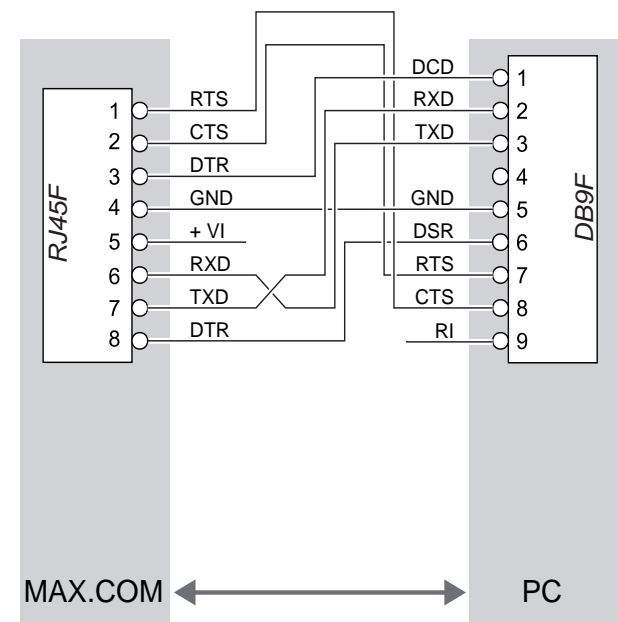 RJ45F
1 RTS
2 CTS
3 DTR
4 GND
5 + VI
6 RXD
7 TXD
8 DTR
DCD 1
RXD 2
TXD 3
4
GND 5
DSR 6
RTS 7
CTS 8
RI 9
DB9F
MAX.COM
PC